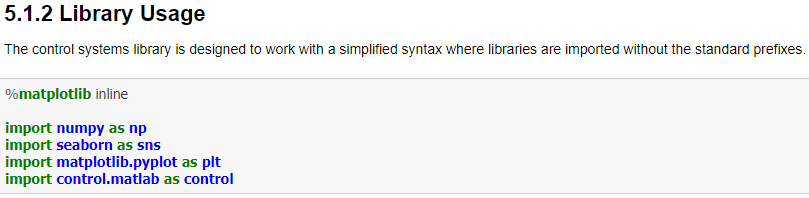 5.1.2 Library Usage
The control systems library is designed to work with a simplified syntax where libraries are imported without the standard prefixes.
%matplotlib inline
import numpy as np
import seaborn as sns
import matplotlib.pyplot as plt
import control.matlab as control